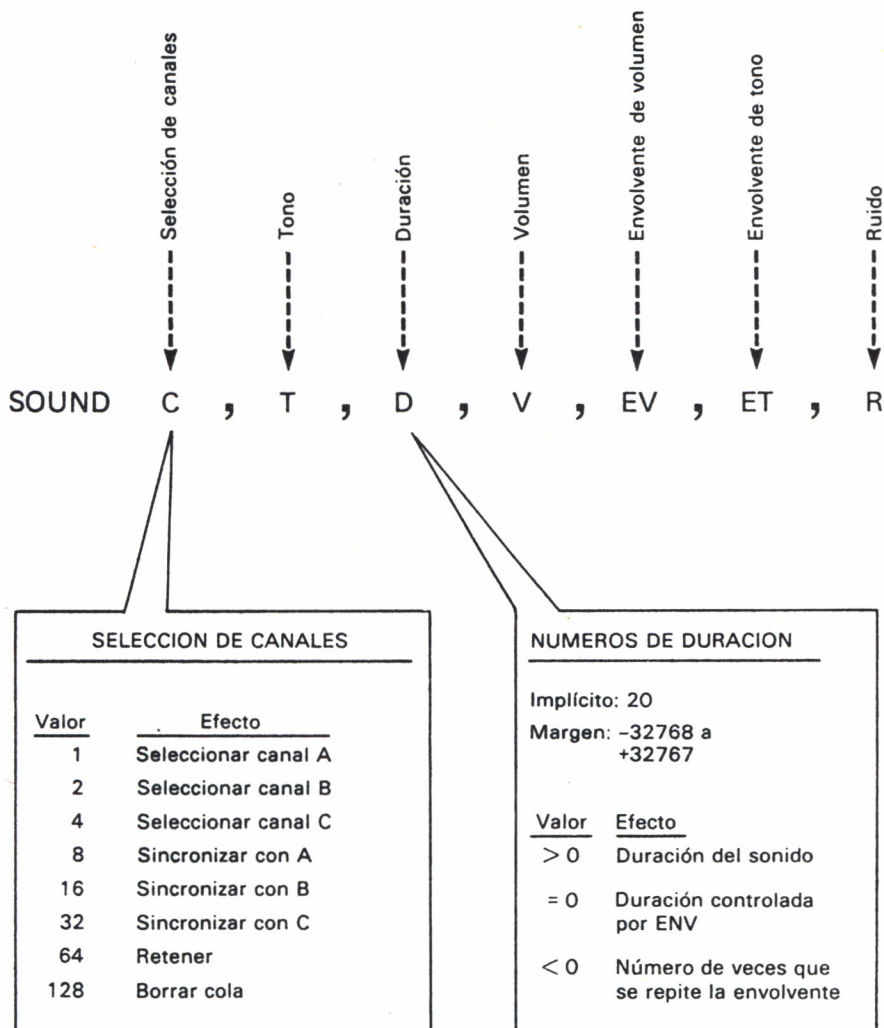 Selección de canales
Tono
Duración
Volumen
Envolvente de volumen
Envolvente de tono
Ruido
SOUND C , T , D , V , EV , ET , R
SELECCION DE CANALES
Valor Efecto
1 Seleccionar canal A
2 Seleccionar canal B
4 Seleccionar canal C
8 Sincronizar con A
16 Sincronizar con B
32 Sincronizar con C
64 Retener
128 Borrar cola
NUMEROS DE DURACION
Implícito: 20
Margen: –32768 a
+32767
Valor Efecto
> 0 Duración del sonido
= 0 Duración controlada
por ENV
< 0 Número de veces que
se repite la envolvente